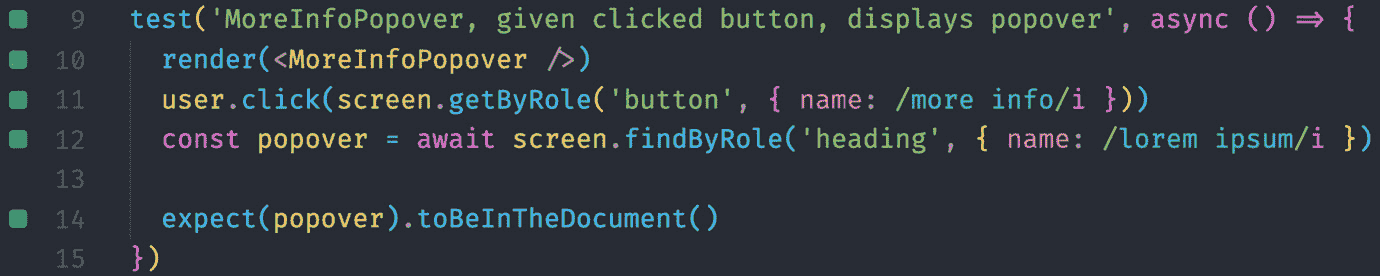 9 test('MoreInfoPopover, given clicked button, displays popover', async () => {
10 render(<MoreInfoPopover />)
11 user.click(screen.getByRole('button', { name: /more info/i }))
12 const popover = await screen.findByRole('heading', { name: /lorem ipsum/i })
13
14 expect(popover).toBeInTheDocument()
15 })